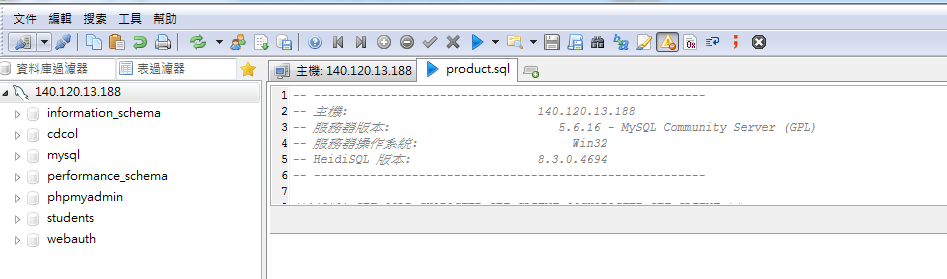 文件 編輯 搜索 工具 幫助
資料庫過濾器 表過濾器 主機: 140.120.13.188 product.sql
140.120.13.188
information_schema
cdcol
mysql
performance_schema
phpmyadmin
students
webauth
1 -- --------------------------------------------------------
2 -- 主機: 140.120.13.188
3 -- 服務器版本: 5.6.16 - MySQL Community Server (GPL)
4 -- 服務器操作系統: Win32
5 -- HeidiSQL 版本: 8.3.0.4694
6 -- --------------------------------------------------------
7